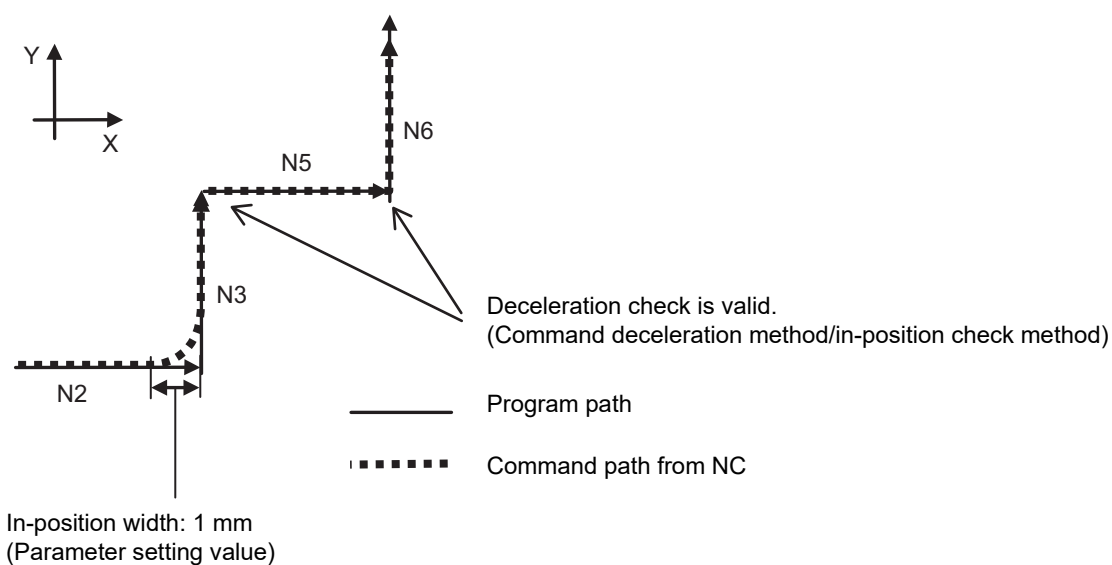 Y
X
N6
N5
N3
Deceleration check is valid.
(Command deceleration method/in-position check method)
N2
Program path
Command path from NC
In-position width: 1 mm
(Parameter setting value)